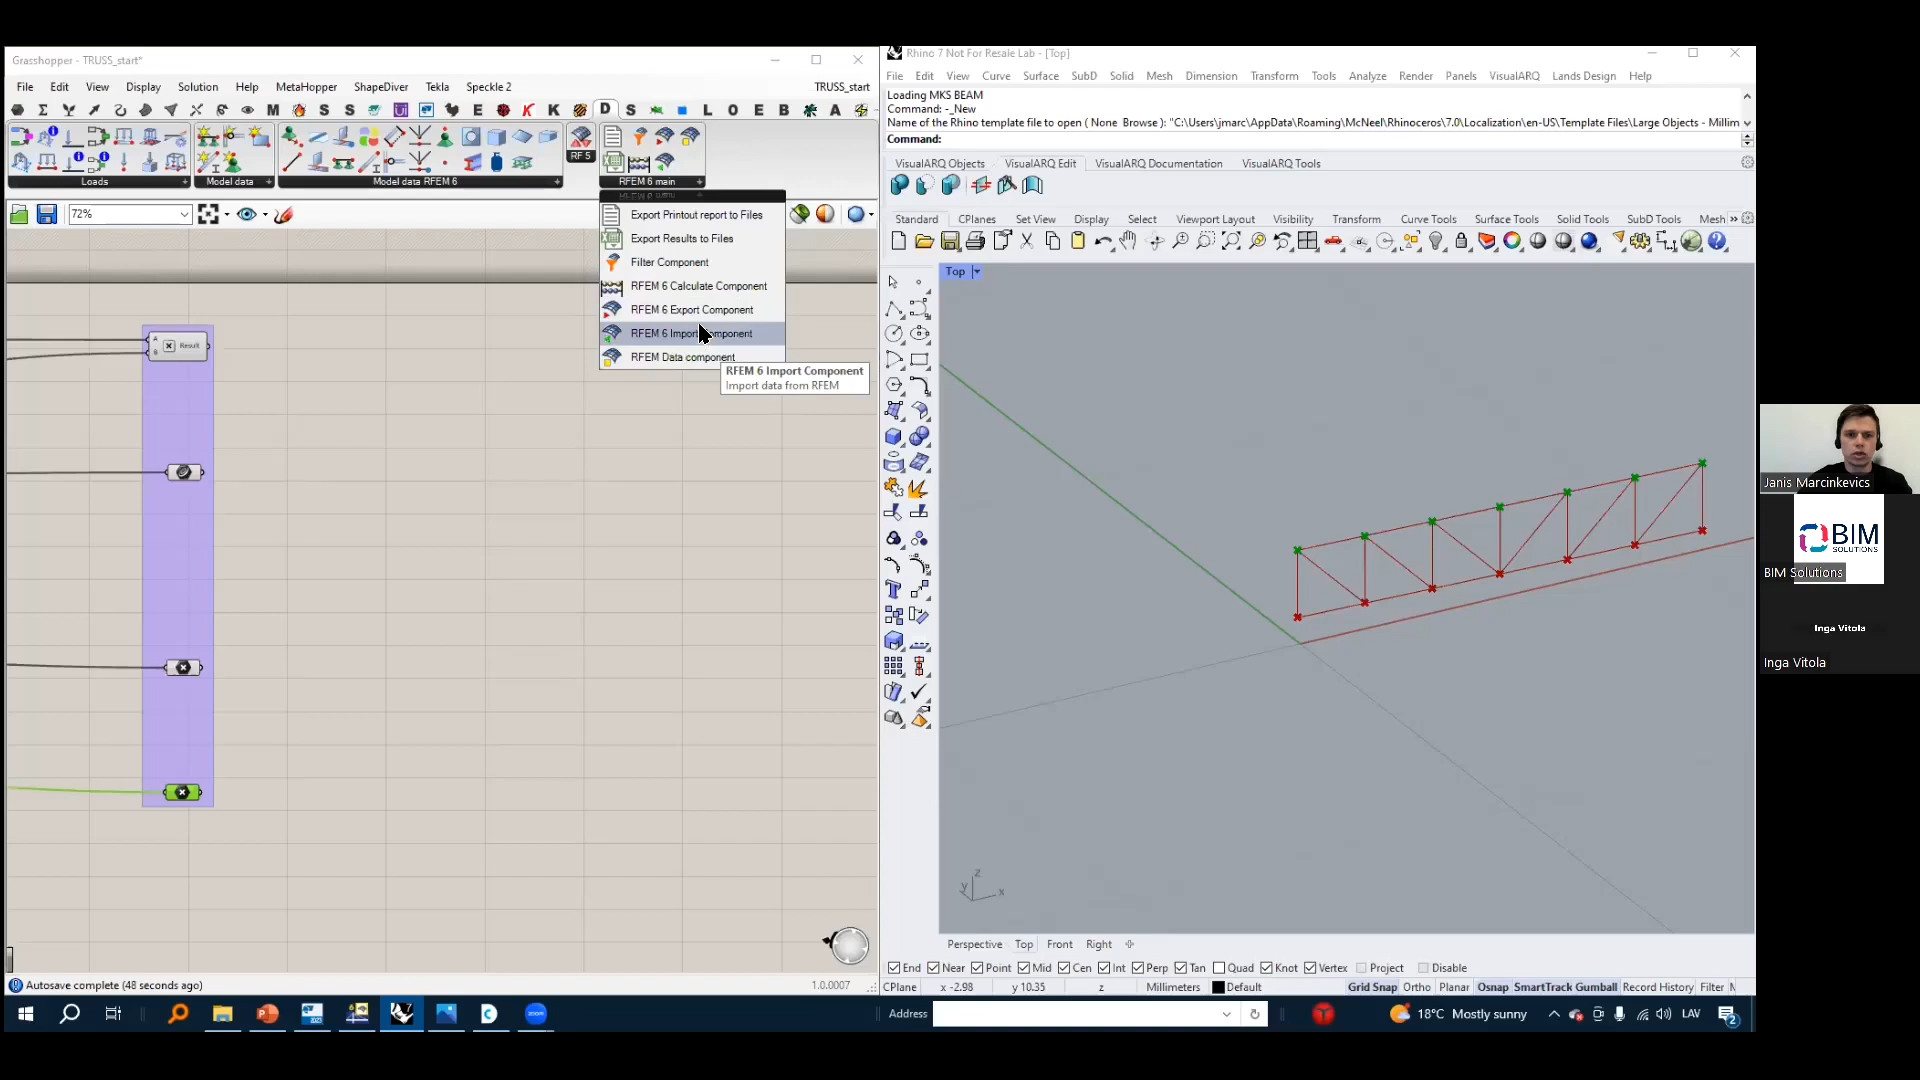 Grasshopper - TRUSS_start*
File Edit View Display Solution Help MetaHopper ShapeDiver Tekla Speckle 2 TRUSS_start
M S S E K K D S L O E B A
Loads Model data Model data RFEM 6 RF 5 RFEM 6 main
72%
Export Printout report to Files
Export Results to Files
Filter Component
RFEM 6 Calculate Component
RFEM 6 Export Component
RFEM 6 Import Component
RFEM Data component
RFEM 6 Import Component
Import data from RFEM
A
B
Result
Autosave complete (48 seconds ago)
1.0.0007
Rhino 7 Not For Resale Lab - [Top]
File Edit View Curve Surface SubD Solid Mesh Dimension Transform Tools Analyze Render Panels VisualARQ Lands Design Help
Loading MKS BEAM
Command: -_New
Name of the Rhino template file to open ( None Browse ): "C:\Users\jmarc\AppData\Roaming\McNeel\Rhinoceros\7.0\Localization\en-US\Template Files\Large Objects - Millim
Command:
VisualARQ Objects VisualARQ Edit VisualARQ Documentation VisualARQ Tools
Standard CPlanes Set View Display Select Viewport Layout Visibility Transform Curve Tools Surface Tools Solid Tools SubD Tools Mesh
Top
z
y x
Perspective Top Front Right
End Near Point Mid Cen Int Perp Tan Quad Knot Vertex Project Disable
CPlane x -2.98 y 10.35 z Millimeters Default Grid Snap Ortho Planar Osnap SmartTrack Gumball Record History Filter M
Address
18°C Mostly sunny
LAV
2
Janis Marcinkevics
BIM
SOLUTIONS
BIM Solutions
Inga Vitola
Inga Vitola